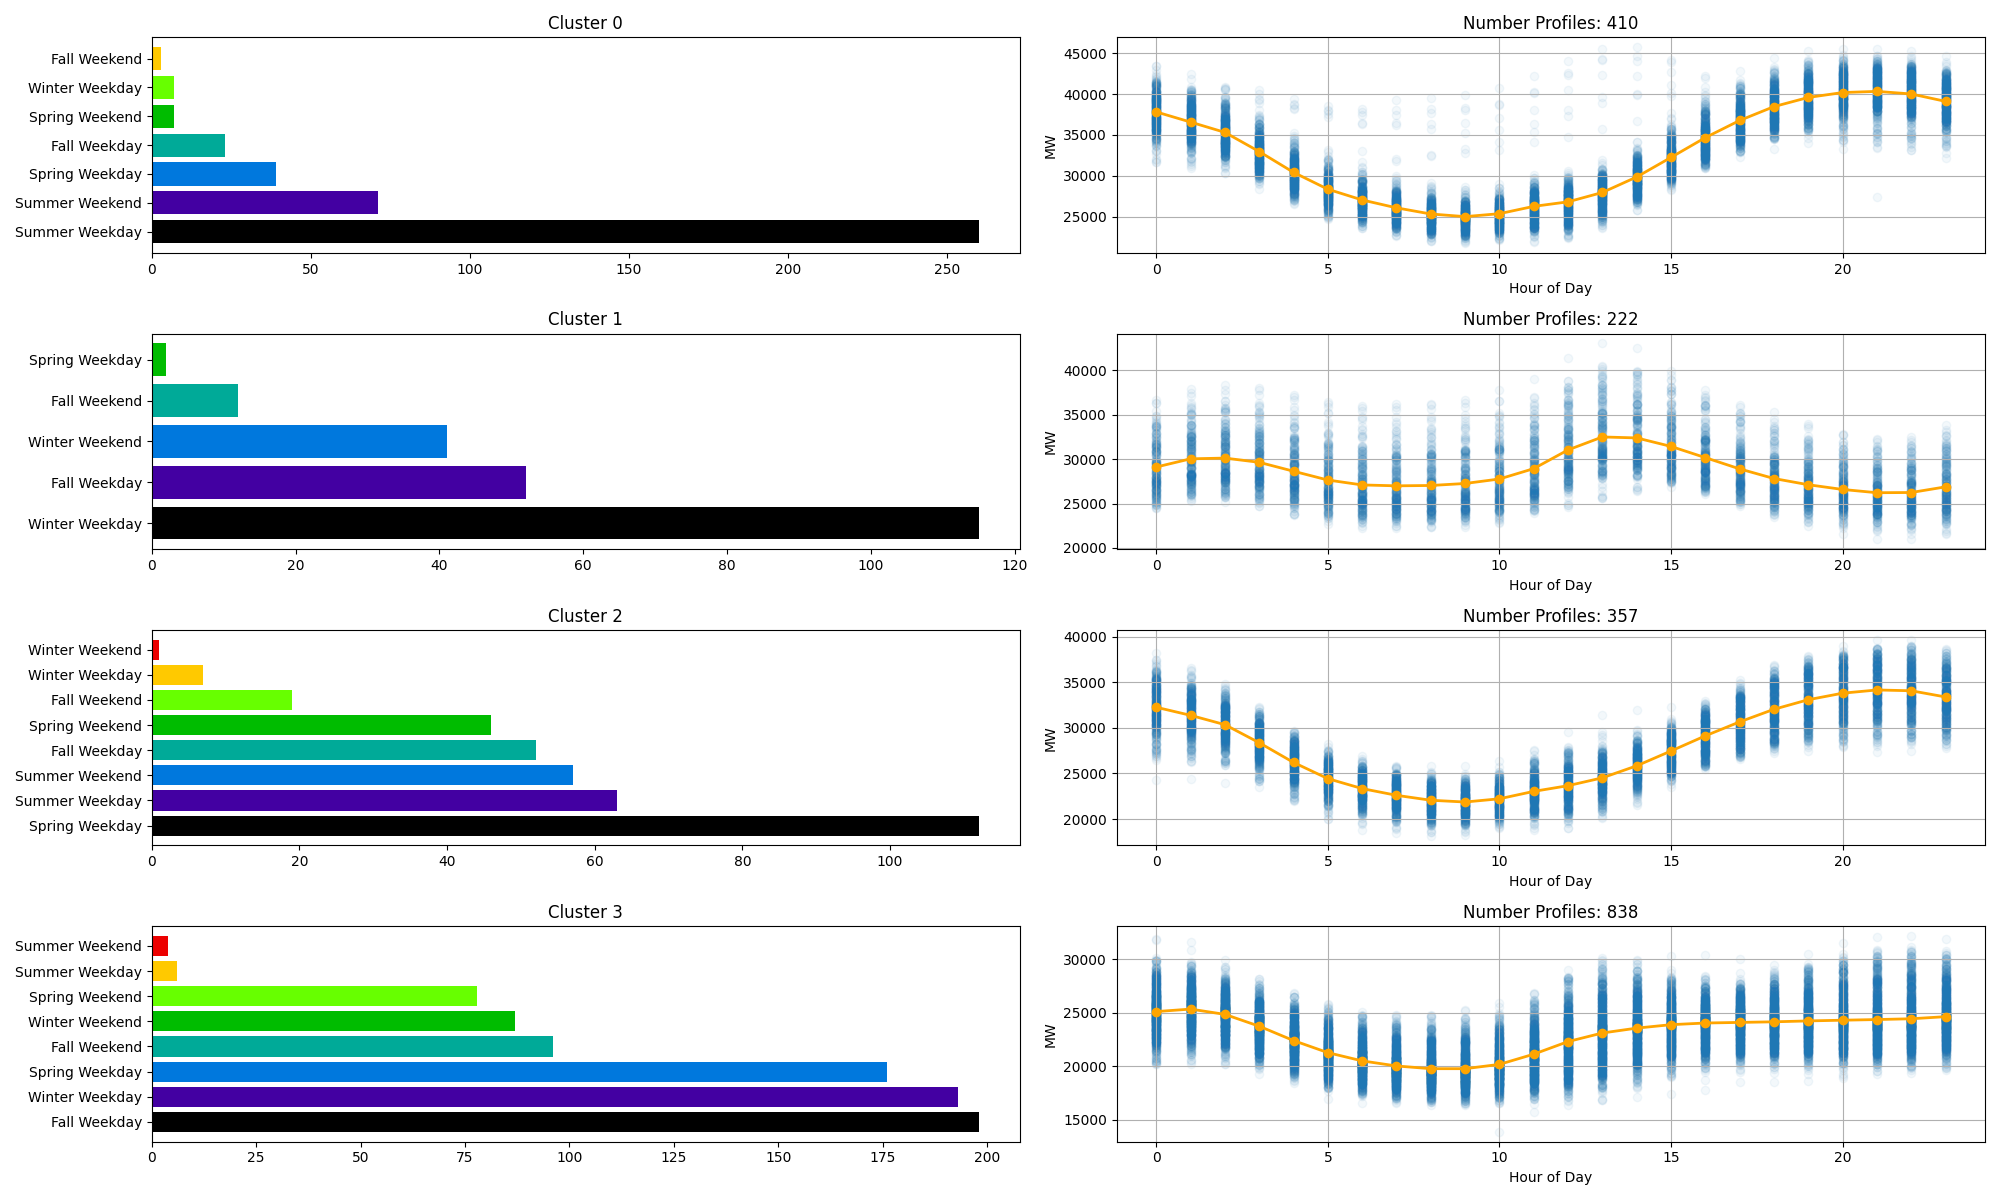 Cluster 0
Fall Weekend
Winter Weekday
Spring Weekend
Fall Weekday
Spring Weekday
Summer Weekend
Summer Weekday
0 50 100 150 200 250
Number Profiles: 410
MW
45000
40000
35000
30000
25000
0 5 10 15 20
Hour of Day
Cluster 1
Spring Weekday
Fall Weekend
Winter Weekend
Fall Weekday
Winter Weekday
0 20 40 60 80 100 120
Number Profiles: 222
MW
40000
35000
30000
25000
20000
0 5 10 15 20
Hour of Day
Cluster 2
Winter Weekend
Winter Weekday
Fall Weekend
Spring Weekend
Fall Weekday
Summer Weekend
Summer Weekday
Spring Weekday
0 20 40 60 80 100
Number Profiles: 357
MW
40000
35000
30000
25000
20000
0 5 10 15 20
Hour of Day
Cluster 3
Summer Weekend
Summer Weekday
Spring Weekend
Winter Weekend
Fall Weekend
Spring Weekday
Winter Weekday
Fall Weekday
0 25 50 75 100 125 150 175 200
Number Profiles: 838
MW
30000
25000
20000
15000
0 5 10 15 20
Hour of Day